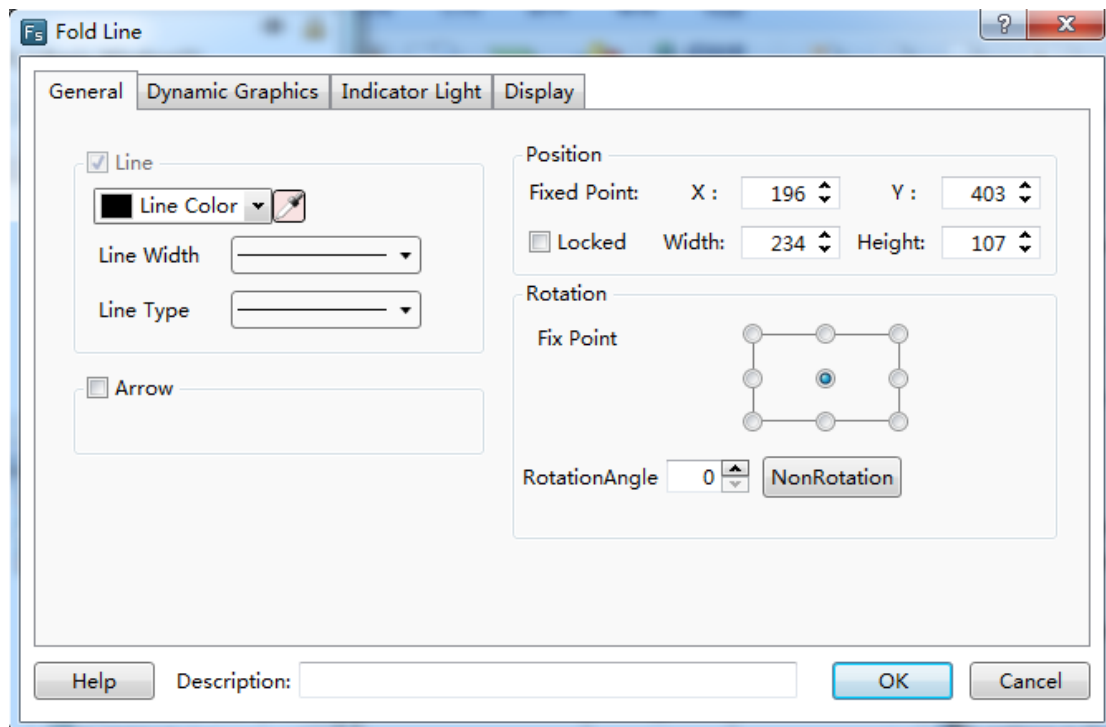 Fs Fold Line
General Dynamic Graphics Indicator Light Display
Line
Line Color
Line Width
Line Type
Arrow
Position
Fixed Point: X : 196 Y : 403
Locked Width: 234 Height: 107
Rotation
Fix Point
RotationAngle 0 NonRotation
Help Description: OK Cancel